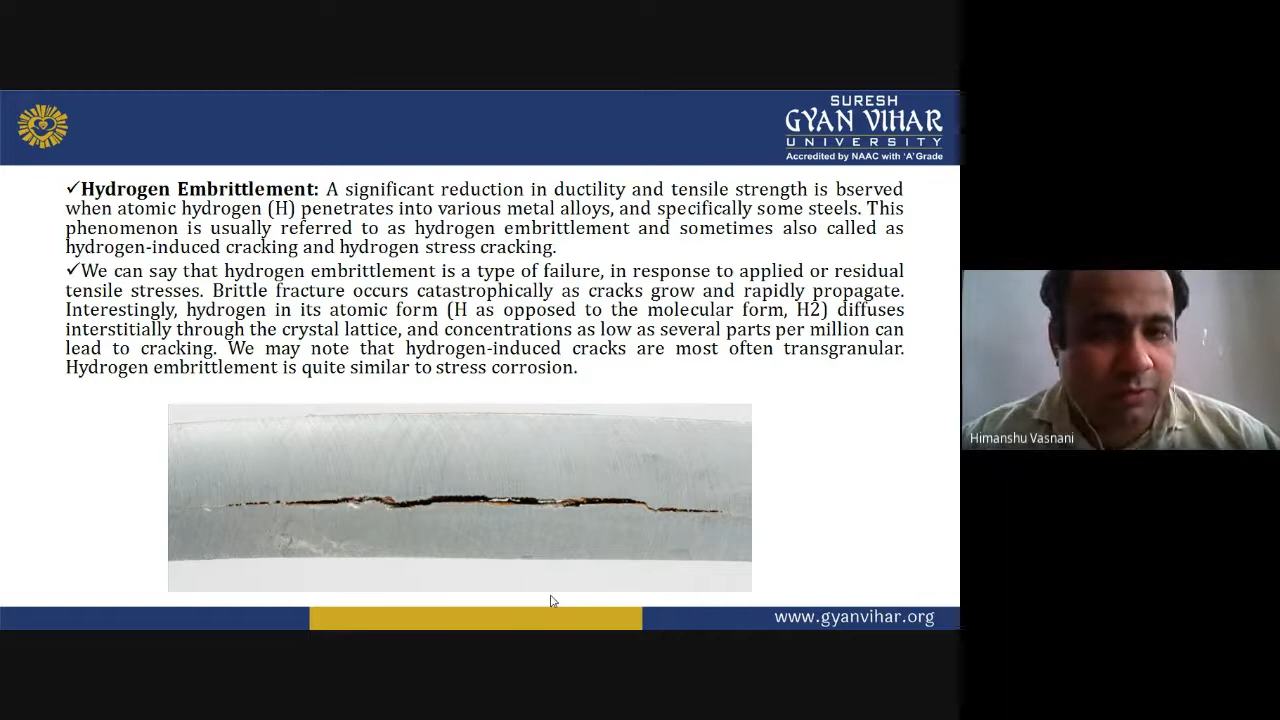 SURESH
GYAN VIHAR
UNIVERSITY
Accredited by NAAC with 'A' Grade
✓Hydrogen Embrittlement: A significant reduction in ductility and tensile strength is bserved
when atomic hydrogen (H) penetrates into various metal alloys, and specifically some steels. This
phenomenon is usually referred to as hydrogen embrittlement and sometimes also called as
hydrogen-induced cracking and hydrogen stress cracking.
✓We can say that hydrogen embrittlement is a type of failure, in response to applied or residual
tensile stresses. Brittle fracture occurs catastrophically as cracks grow and rapidly propagate.
Interestingly, hydrogen in its atomic form (H as opposed to the molecular form, H2) diffuses
interstitially through the crystal lattice, and concentrations as low as several parts per million can
lead to cracking. We may note that hydrogen-induced cracks are most often transgranular.
Hydrogen embrittlement is quite similar to stress corrosion.
Himanshu Vasnani
www.gyanvihar.org